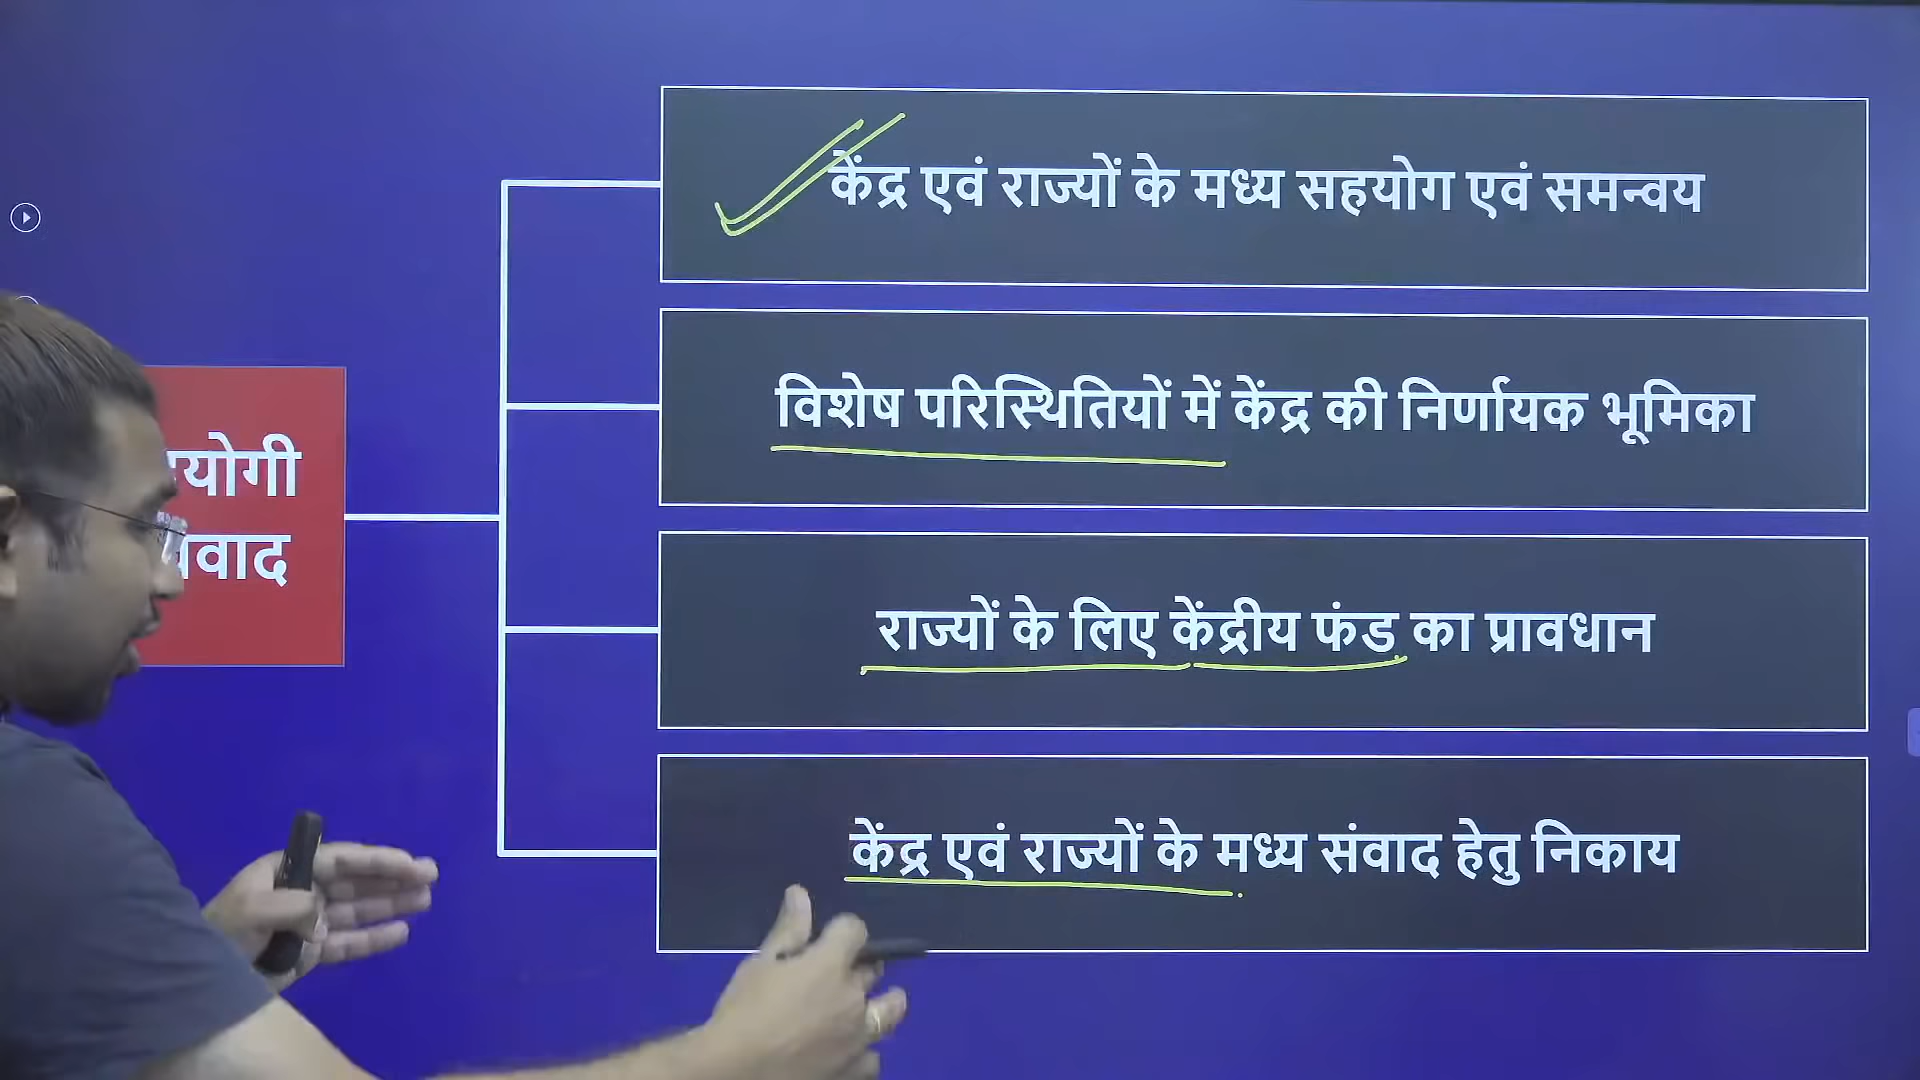 केंद्र एवं राज्यों के मध्य सहयोग एवं समन्वय
विशेष परिस्थितियों में केंद्र की निर्णायक भूमिका
राज्यों के लिए केंद्रीय फंड का प्रावधान
केंद्र एवं राज्यों के मध्य संवाद हेतु निकाय